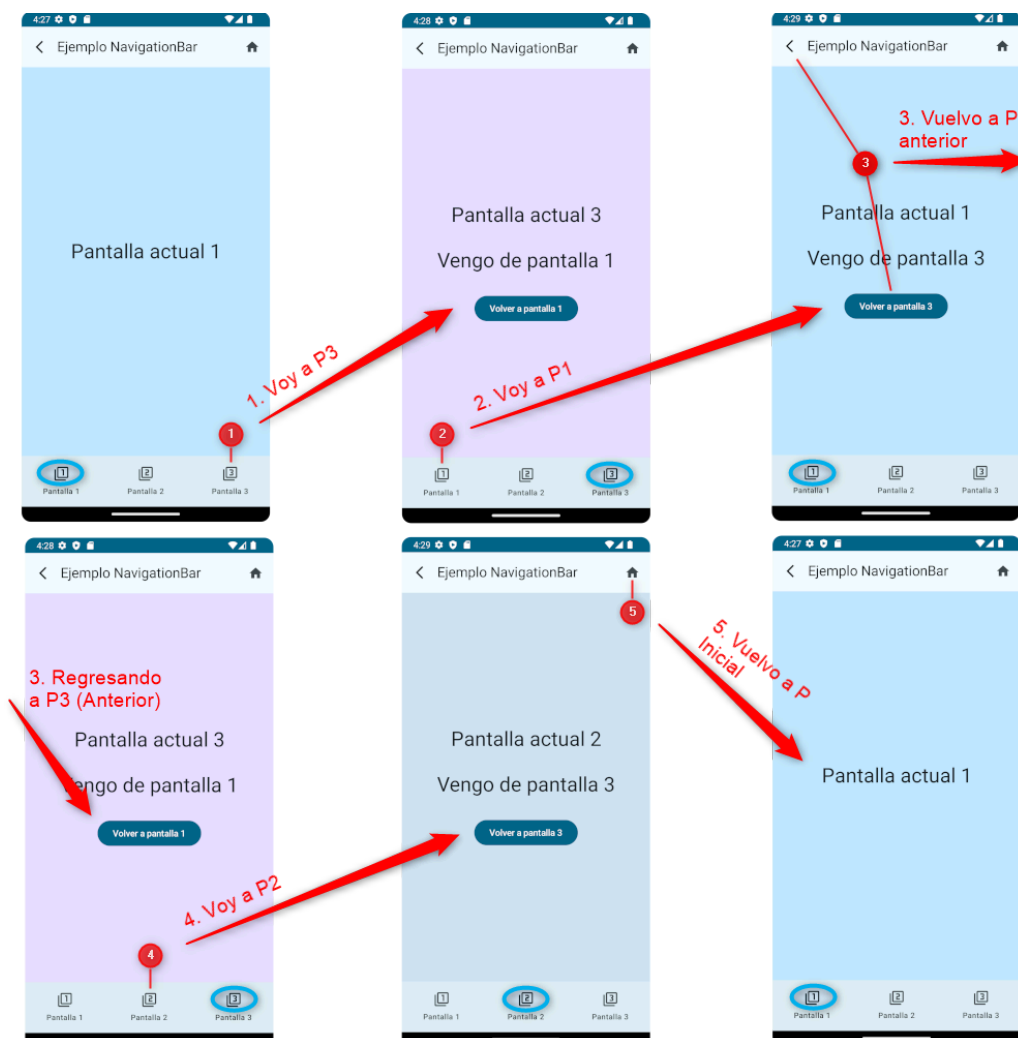 4:27
Ejemplo NavigationBar
Pantalla actual 1
1. Voy a P3
1
Pantalla 1
Pantalla 2
Pantalla 3
4:28
Ejemplo NavigationBar
Pantalla actual 3
Vengo de pantalla 1
Volver a pantalla 1
2. Voy a P1
2
Pantalla 1
Pantalla 2
Pantalla 3
4:29
Ejemplo NavigationBar
3. Vuelvo a P
anterior
3
Pantalla actual 1
Vengo de pantalla 3
Volver a pantalla 3
Pantalla 1
Pantalla 2
Pantalla 3
4:28
Ejemplo NavigationBar
3. Regresando
a P3 (Anterior)
Pantalla actual 3
Vengo de pantalla 1
Volver a pantalla 1
4. Voy a P2
4
Pantalla 1
Pantalla 2
Pantalla 3
4:29
Ejemplo NavigationBar
5
5. Vuelvo a P
Inicial
Pantalla actual 2
Vengo de pantalla 3
Volver a pantalla 3
Pantalla 1
Pantalla 2
Pantalla 3
4:27
Ejemplo NavigationBar
Pantalla actual 1
Pantalla 1
Pantalla 2
Pantalla 3